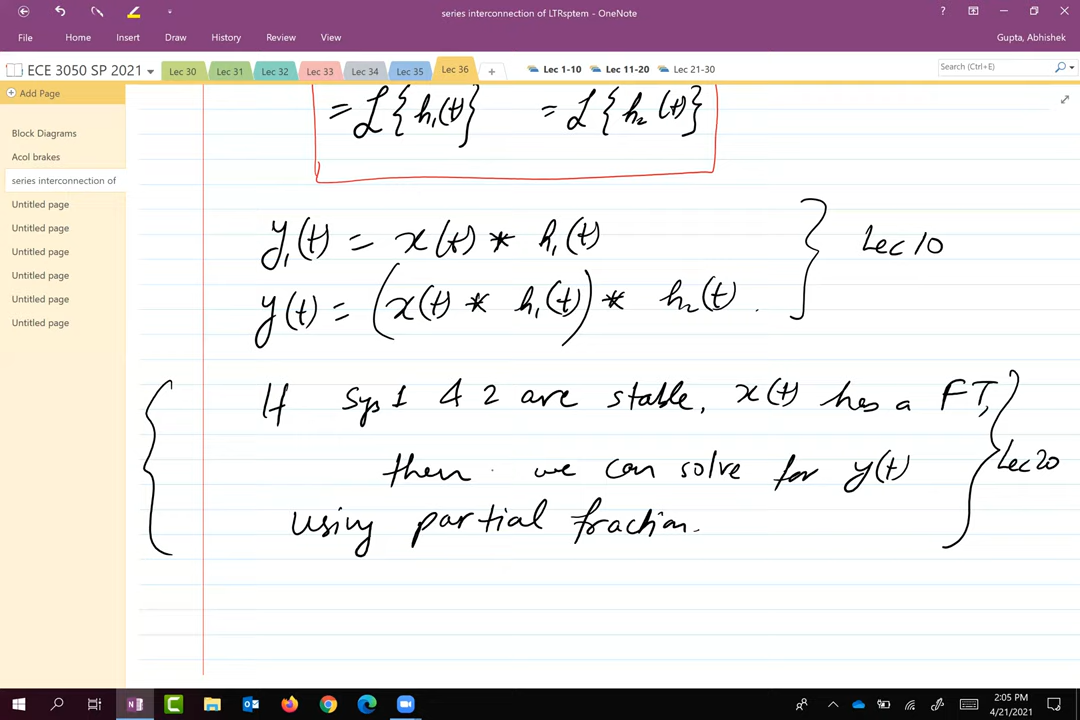 series interconnection of LTRsptem - OneNote
Gupta, Abhishek
File Home Insert Draw History Review View
ECE 3050 SP 2021
Lec 30 Lec 31 Lec 32 Lec 33 Lec 34 Lec 35 Lec 36 + Lec 1-10 Lec 11-20 Lec 21-30
Search (Ctrl+E)
Add Page
Block Diagrams
Acol brakes
series interconnection of
Untitled page
Untitled page
Untitled page
Untitled page
Untitled page
Untitled page
= ℒ{h₁(t)} = ℒ{h₂(t)}
y₁(t) = x(t) * h₁(t)
y(t) = (x(t) * h₁(t)) * h₂(t).
Lec 10
If Sys 1 & 2 are stable, x(t) has a FT,
then we can solve for y(t)
using partial fraction.
Lec 20
2:05 PM
4/21/2021